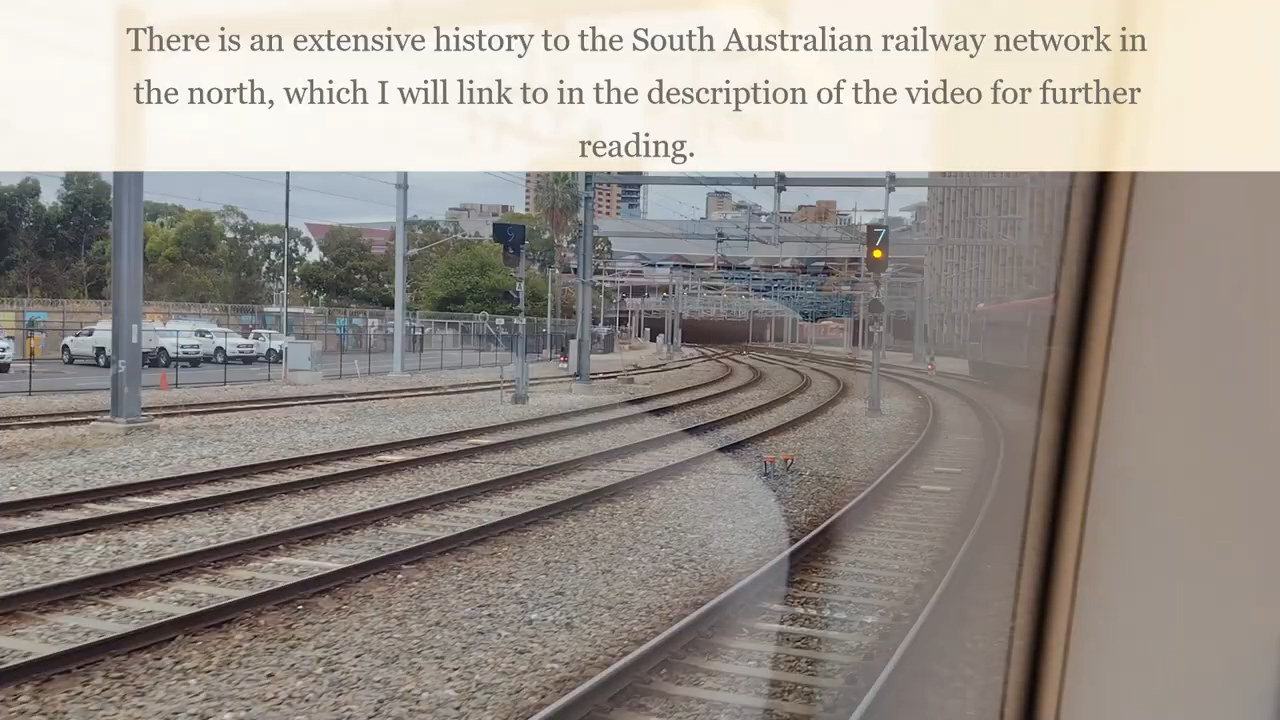 There is an extensive history to the South Australian railway network in
the north, which I will link to in the description of the video for further
reading.
7